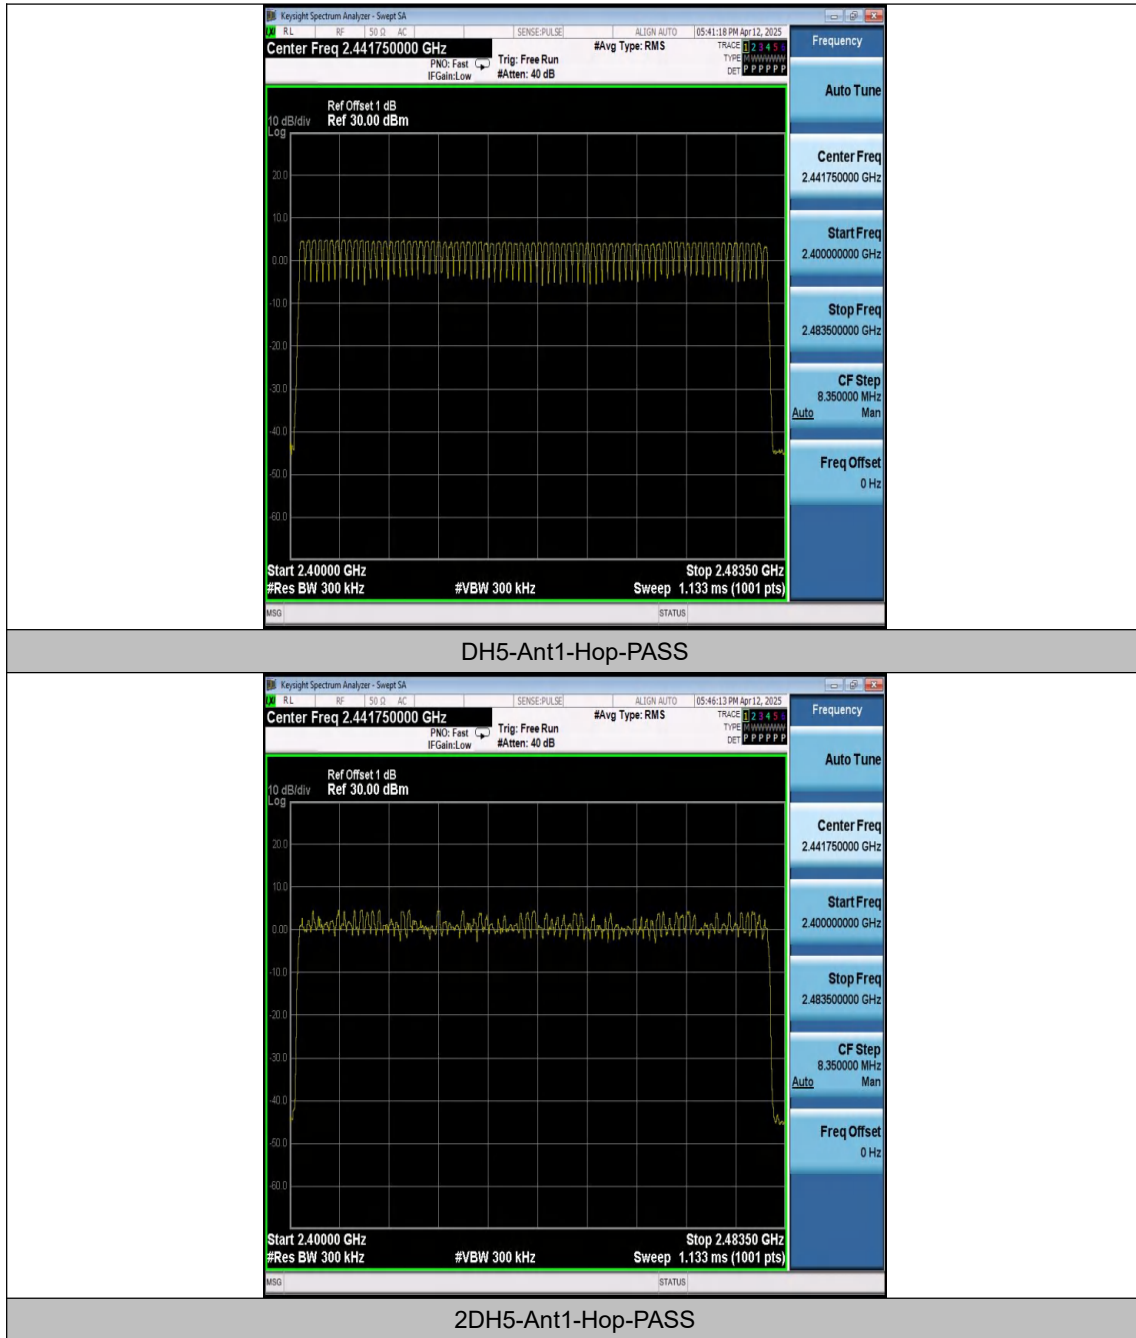 Keysight Spectrum Analyzer - Swept SA
RL RF 50 Ω AC SENSE:PULSE ALIGN AUTO 05:41:18 PM Apr 12, 2025
Center Freq 2.441750000 GHz #Avg Type: RMS TRACE 1 2 3 4 5 6
PNO: Fast Trig: Free Run TYPE M WWWWW
IFGain:Low #Atten: 40 dB DET P P P P P P
Frequency
Auto Tune
Ref Offset 1 dB
10 dB/div Ref 30.00 dBm
Log
Center Freq
2.441750000 GHz
20.0
10.0
Start Freq
2.400000000 GHz
0.00
Stop Freq
2.483500000 GHz
-10.0
-20.0
CF Step
8.350000 MHz
Auto Man
-30.0
-40.0
Freq Offset
0 Hz
-50.0
-60.0
Start 2.40000 GHz Stop 2.48350 GHz
#Res BW 300 kHz #VBW 300 kHz Sweep 1.133 ms (1001 pts)
MSG STATUS
DH5-Ant1-Hop-PASS
Keysight Spectrum Analyzer - Swept SA
RL RF 50 Ω AC SENSE:PULSE ALIGN AUTO 05:46:13 PM Apr 12, 2025
Center Freq 2.441750000 GHz #Avg Type: RMS TRACE 1 2 3 4 5 6
PNO: Fast Trig: Free Run TYPE M WWWWW
IFGain:Low #Atten: 40 dB DET P P P P P P
Frequency
Auto Tune
Ref Offset 1 dB
10 dB/div Ref 30.00 dBm
Log
Center Freq
2.441750000 GHz
20.0
10.0
Start Freq
2.400000000 GHz
0.00
Stop Freq
2.483500000 GHz
-10.0
-20.0
CF Step
8.350000 MHz
Auto Man
-30.0
-40.0
Freq Offset
0 Hz
-50.0
-60.0
Start 2.40000 GHz Stop 2.48350 GHz
#Res BW 300 kHz #VBW 300 kHz Sweep 1.133 ms (1001 pts)
MSG STATUS
2DH5-Ant1-Hop-PASS